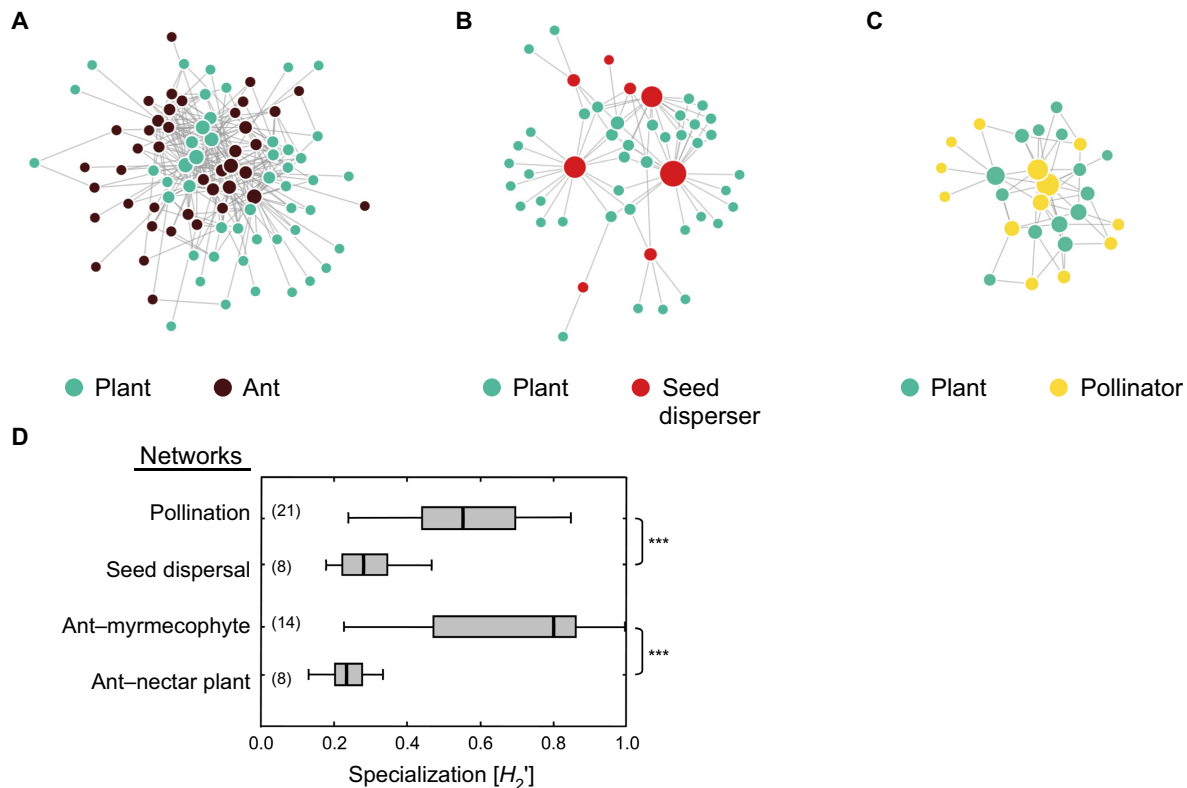 A
B
C
Plant
Ant
Plant
Seed
disperser
Plant
Pollinator
D
Networks
Pollination
(21)
***
Seed dispersal
(8)
Ant–myrmecophyte
(14)
***
Ant–nectar plant
(8)
0.0 0.2 0.4 0.6 0.8 1.0
Specialization [H2']